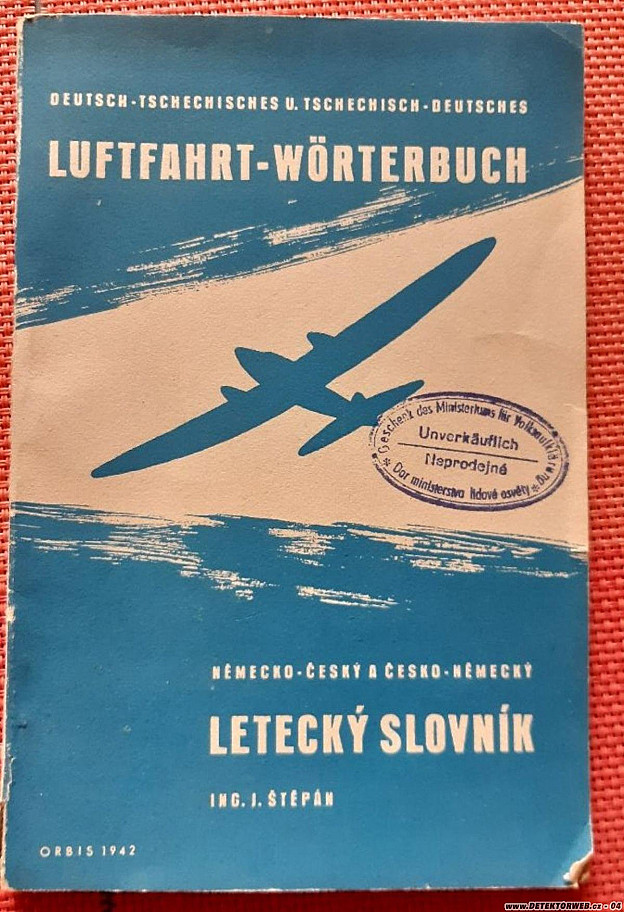 DEUTSCH-TSCHECHISCHES U. TSCHECHISCH-DEUTSCHES
LUFTFAHRT-WÖRTERBUCH
Geschenk des Ministeriums für Volksaufklärung
Unverkäuflich
Neprodejné
Dar ministerstva lidové osvěty
NĚMECKO-ČESKÝ A ČESKO-NĚMECKÝ
LETECKÝ SLOVNÍK
ING. J. ŠTĚPÁN
ORBIS 1942
www.DETEKTORWEB.cz - 04